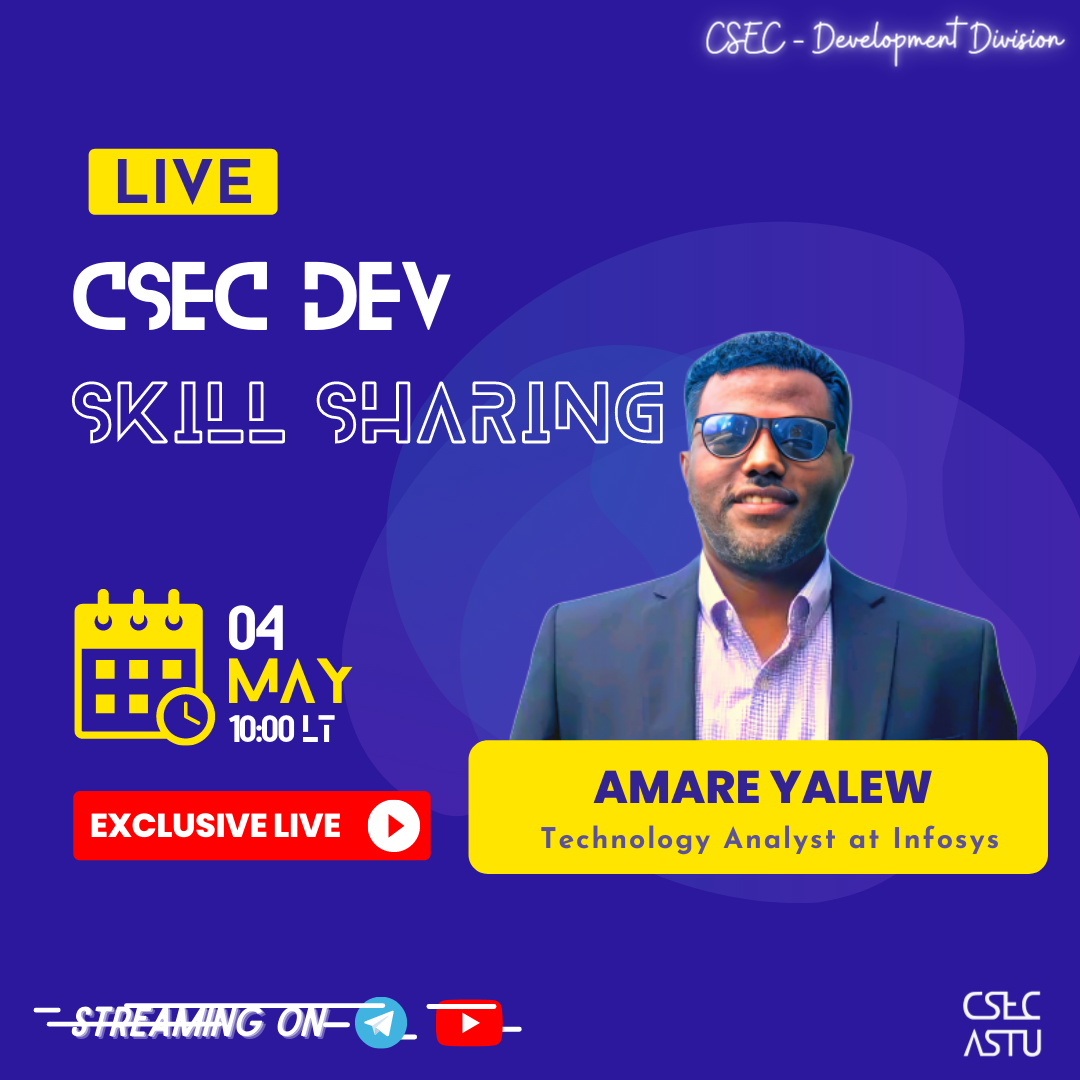 CSEC - Development Division
LIVE
CSEC DEV
SKILL SHARING
04
MAY
10:00 LT
EXCLUSIVE LIVE
AMARE YALEW
Technology Analyst at Infosys
STREAMING ON
CSEC
ASTU